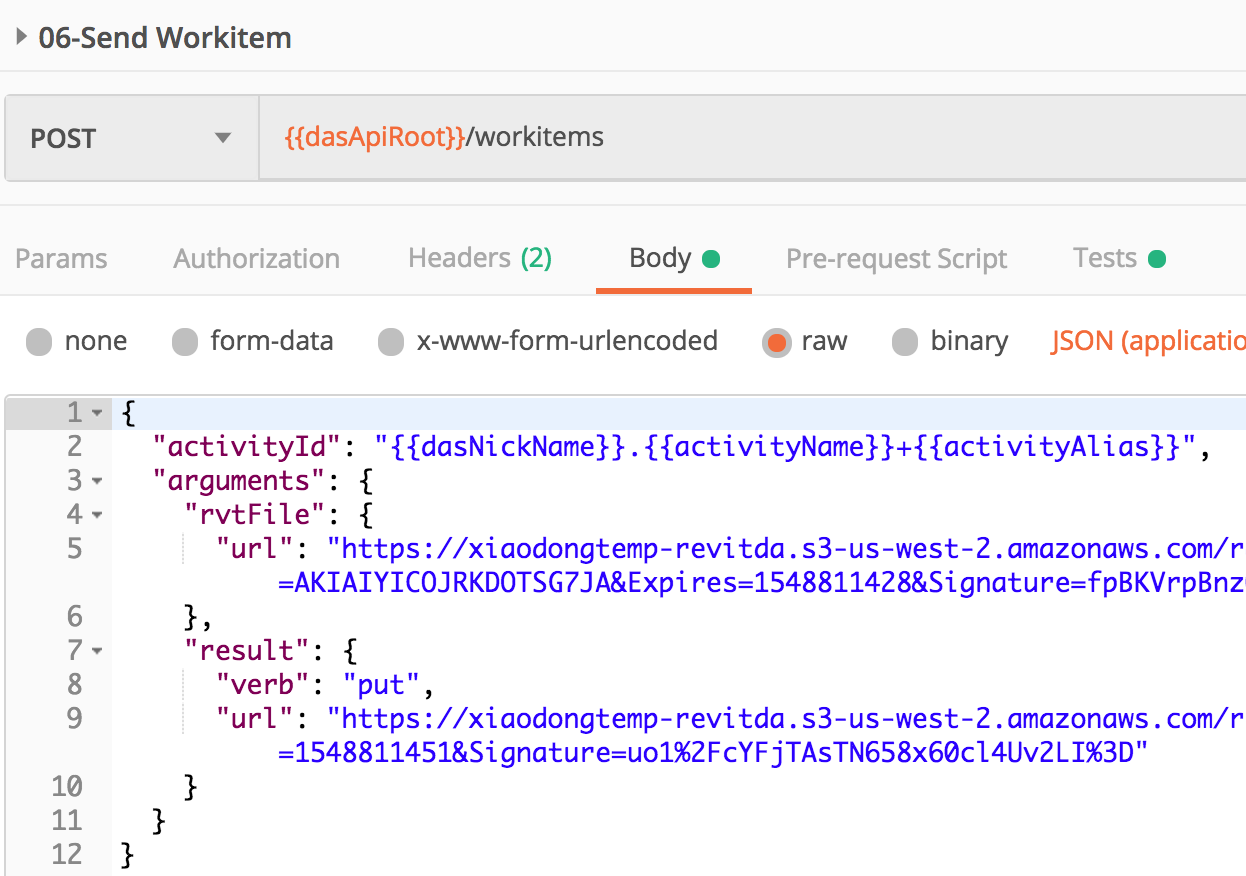 06-Send Workitem
POST {{dasApiRoot}}/workitems
Params Authorization Headers (2) Body Pre-request Script Tests
none form-data x-www-form-urlencoded raw binary JSON (applicatio
1 {
2 "activityId": "{{dasNickName}}.{{activityName}}+{{activityAlias}}",
3 "arguments": {
4 "rvtFile": {
5 "url": "https://xiaodongtemp-revitda.s3-us-west-2.amazonaws.com/r
=AKIAIYICOJRKDOTSG7JA&Expires=1548811428&Signature=fpBKVrpBnz
6 },
7 "result": {
8 "verb": "put",
9 "url": "https://xiaodongtemp-revitda.s3-us-west-2.amazonaws.com/r
=1548811451&Signature=uo1%2FcYFjTAsTN658x60cl4Uv2LI%3D"
10 }
11 }
12 }